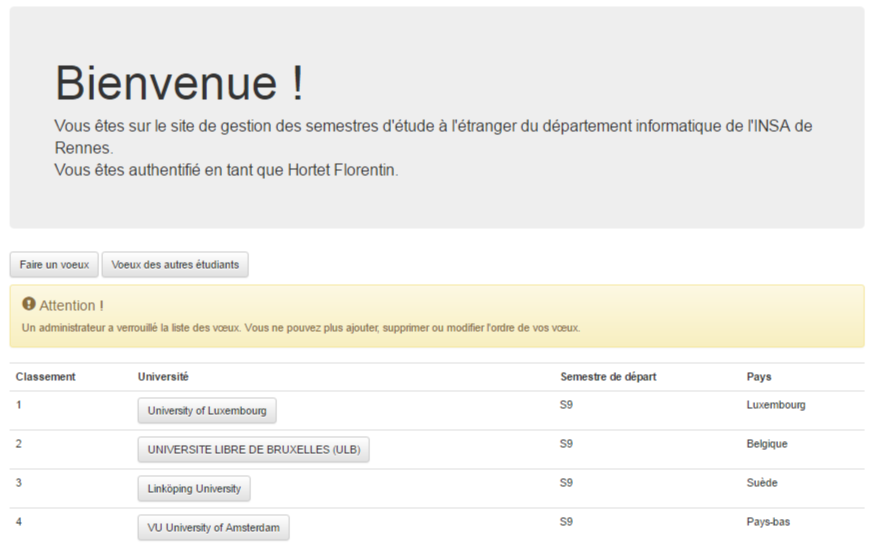 Bienvenue !
Vous êtes sur le site de gestion des semestres d'étude à l'étranger du département informatique de l'INSA de
Rennes.
Vous êtes authentifié en tant que Hortet Florentin.
Faire un voeux Voeux des autres étudiants
Attention !
Un administrateur a verrouillé la liste des vœux. Vous ne pouvez plus ajouter, supprimer ou modifier l'ordre de vos vœux.
Classement Université Semestre de départ Pays
1 University of Luxembourg S9 Luxembourg
2 UNIVERSITE LIBRE DE BRUXELLES (ULB) S9 Belgique
3 Linköping University S9 Suède
4 VU University of Amsterdam S9 Pays-bas